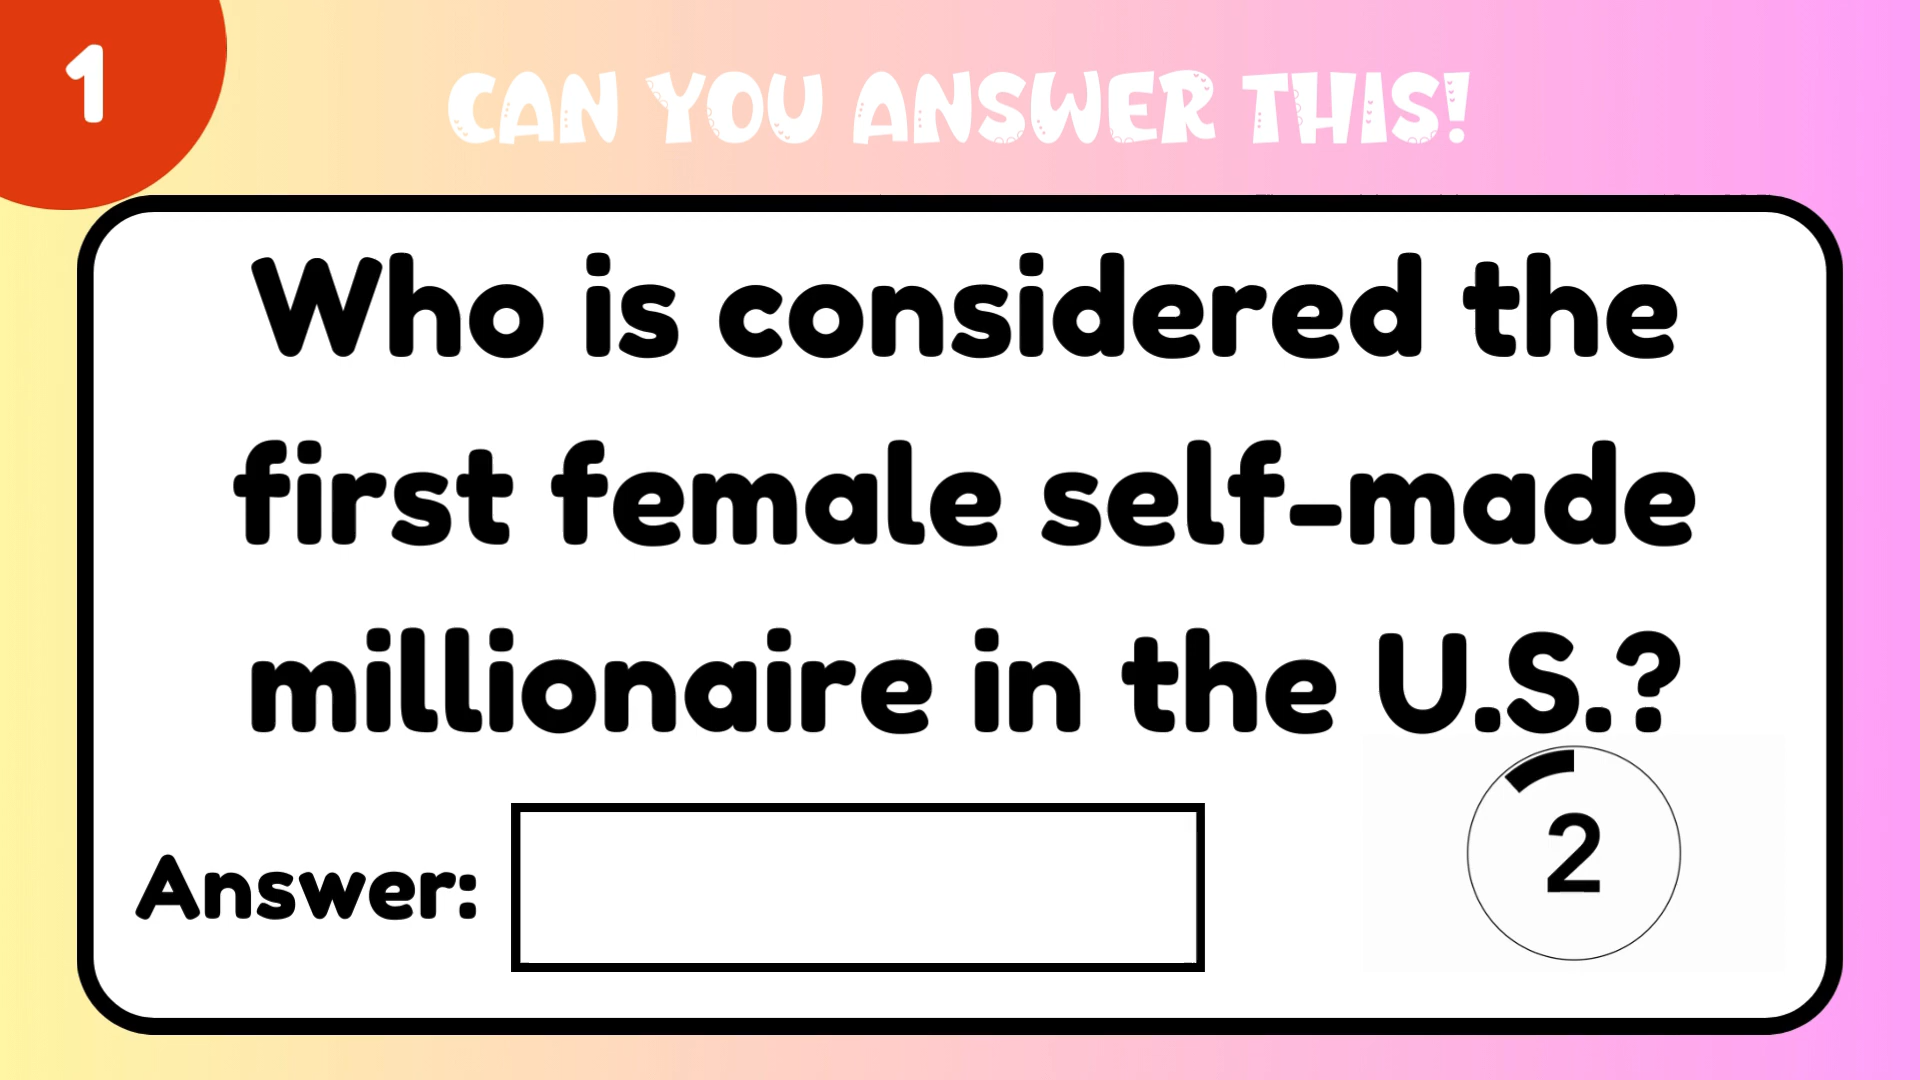 1
CAN YOU ANSWER THIS!
Who is considered the
first female self-made
millionaire in the U.S.?
Answer:
2